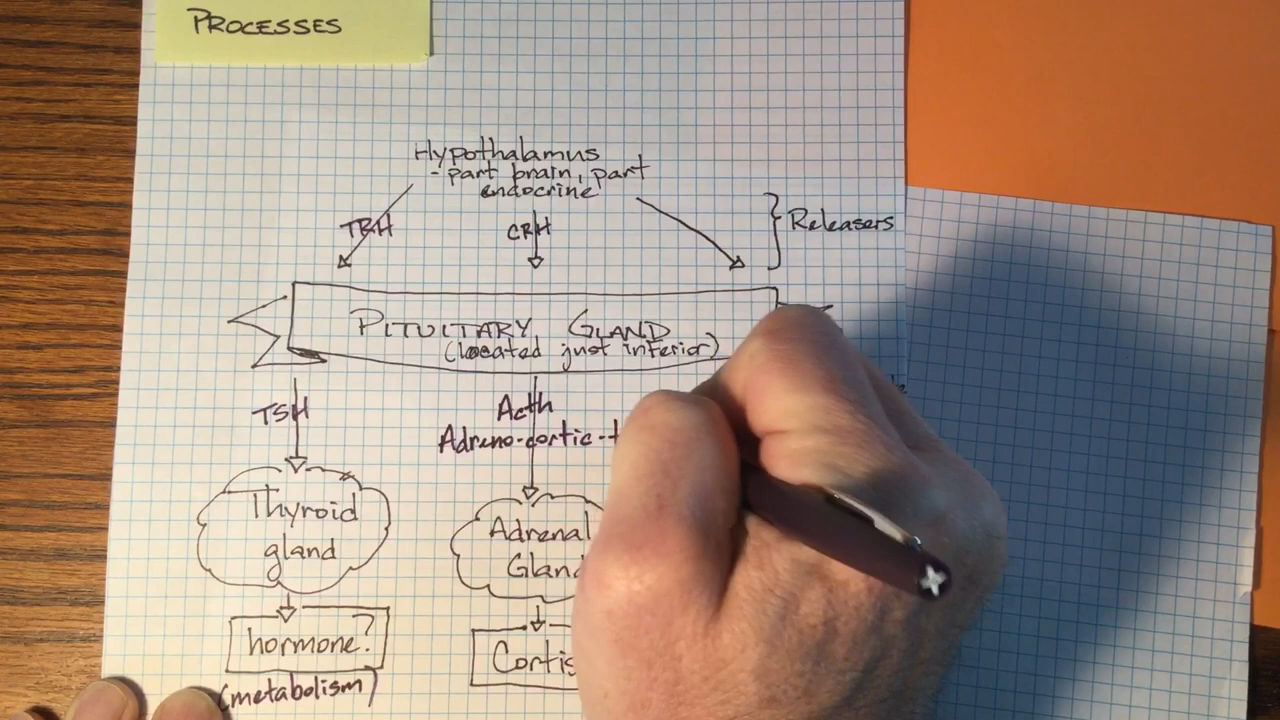 PROCESSES
Hypothalamus
- part brain, part
endocrine
TRH
CRH
Releasers
PITUITARY GLAND
(located just inferior)
TSH
Acth
Adreno-cortic-t
Thyroid
gland
Adrenal
Gland
hormone?
Cortis
(metabolism)